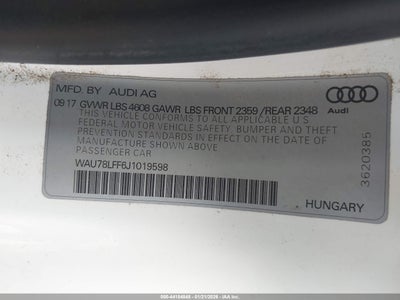 MFD. BY AUDI AG
09 17 GVWR LBS 4608 GAWR LBS FRONT 2359 /REAR 2348
THIS VEHICLE CONFORMS TO ALL APPLICABLE U S
FEDERAL MOTOR VEHICLE SAFETY, BUMPER AND THEFT
PREVENTION STANDARDS IN EFFECT ON THE DATE OF
MANUFACTURE SHOWN ABOVE
PASSENGER CAR
WAU78LFF6J1019598
Audi
3620385
HUNGARY